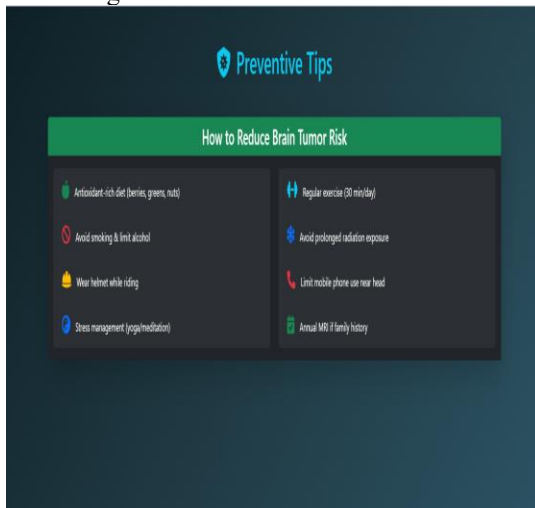 Preventive Tips
How to Reduce Brain Tumor Risk
Antioxidant-rich diet (berries, greens, nuts)
Avoid smoking & limit alcohol
Wear helmet while riding
Stress management (yoga/meditation)
Regular exercise (30 min/day)
Avoid prolonged radiation exposure
Limit mobile phone use near head
Annual MRI if family history